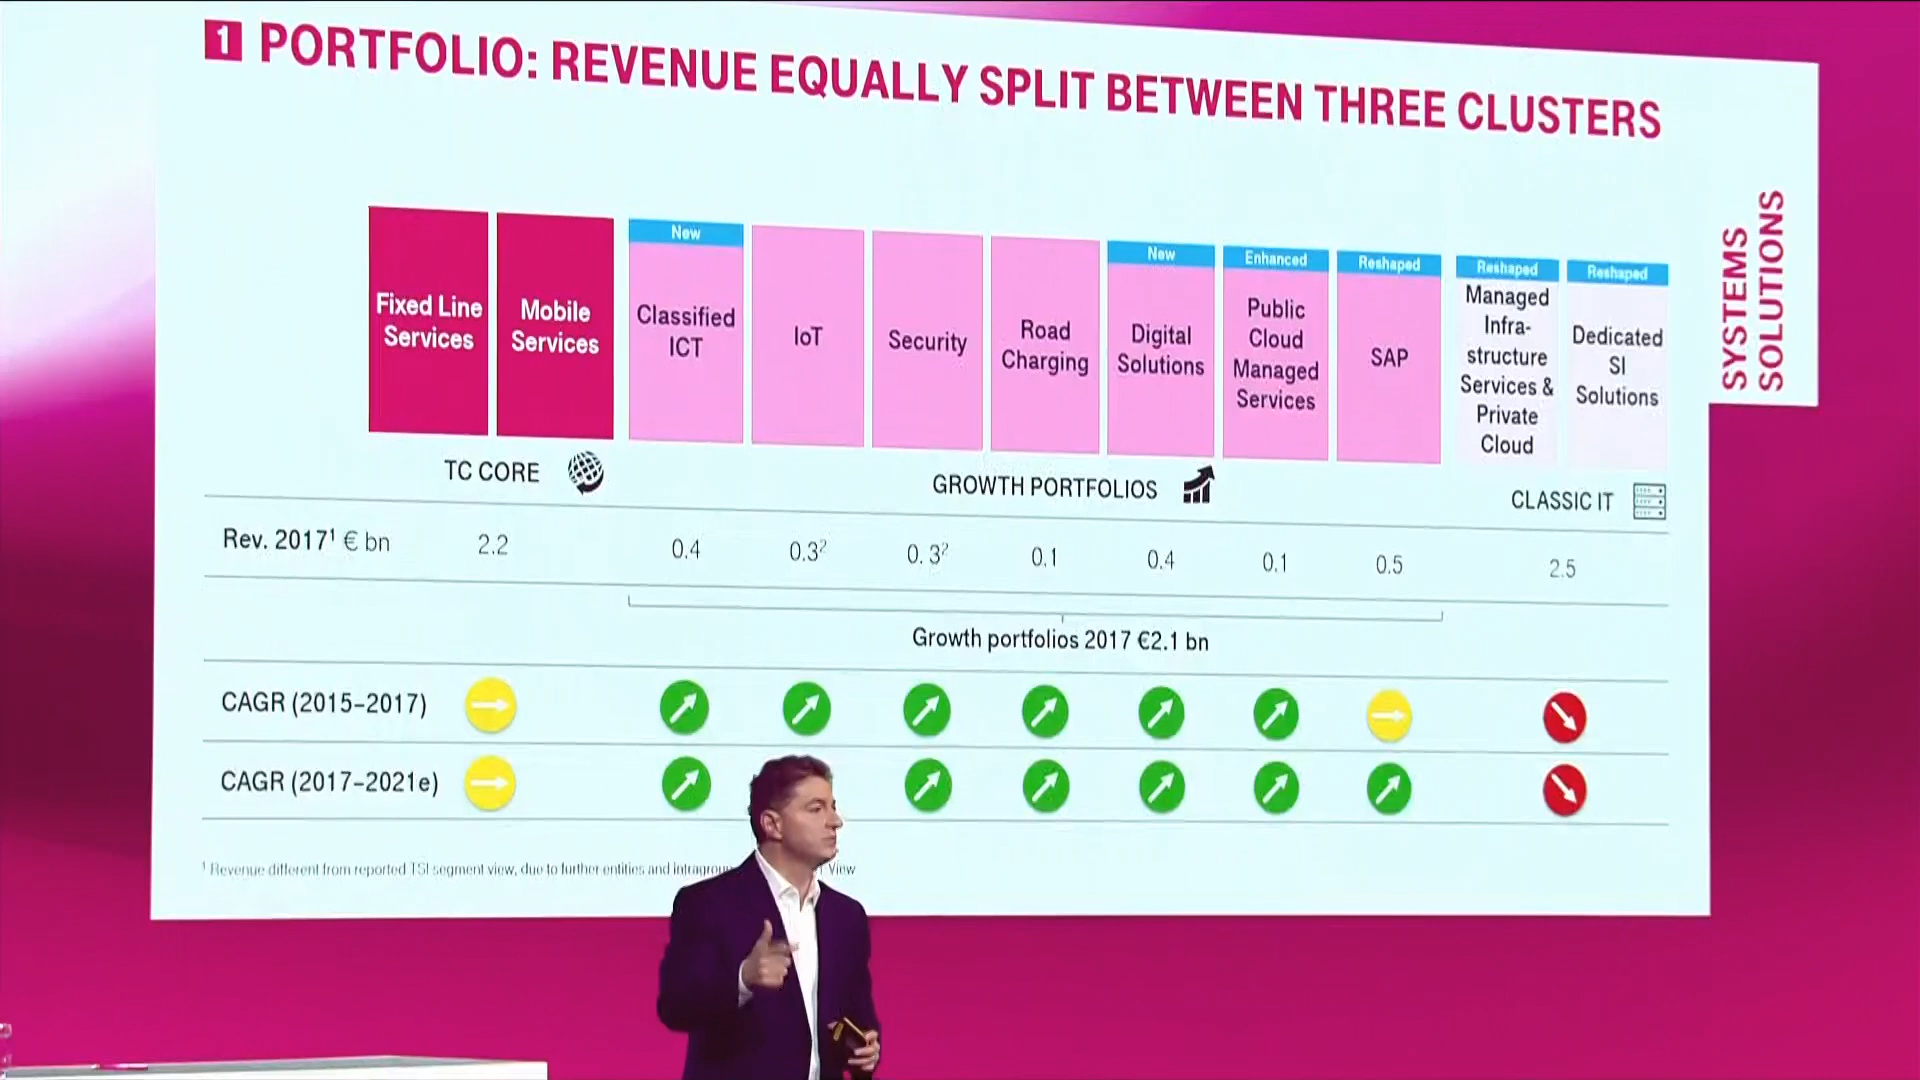 1 PORTFOLIO: REVENUE EQUALLY SPLIT BETWEEN THREE CLUSTERS
SYSTEMS
SOLUTIONS
Fixed Line
Services
Mobile
Services
New
Classified
ICT
IoT
Security
Road
Charging
New
Digital
Solutions
Enhanced
Public
Cloud
Managed
Services
Reshaped
SAP
Reshaped
Managed
Infra-
structure
Services &
Private
Cloud
Reshaped
Dedicated
SI
Solutions
TC CORE
GROWTH PORTFOLIOS
CLASSIC IT
Rev. 2017¹ € bn 2.2 0.4 0.3² 0. 3² 0.1 0.4 0.1 0.5 2.5
Growth portfolios 2017 €2.1 bn
CAGR (2015–2017)
CAGR (2017–2021e)
¹ Revenue different from reported TSI segment view, due to further entities and View